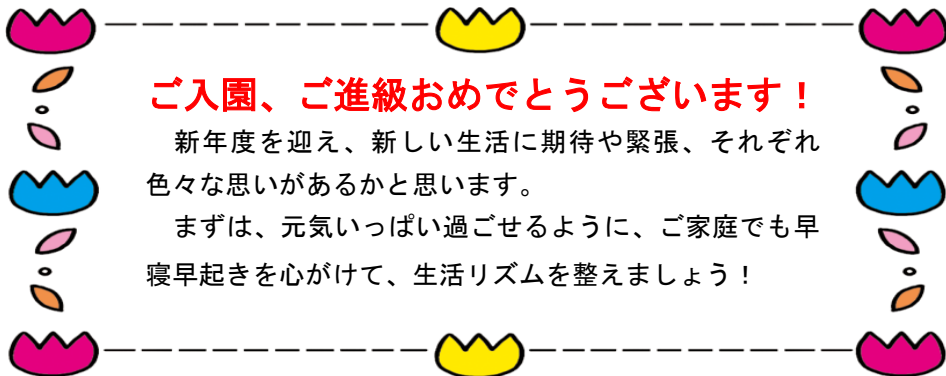 ご入園、ご進級おめでとうございます！
　新年度を迎え、新しい生活に期待や緊張、それぞれ
色々な思いがあるかと思います。
　まずは、元気いっぱい過ごせるように、ご家庭でも早
寝早起きを心がけて、生活リズムを整えましょう！